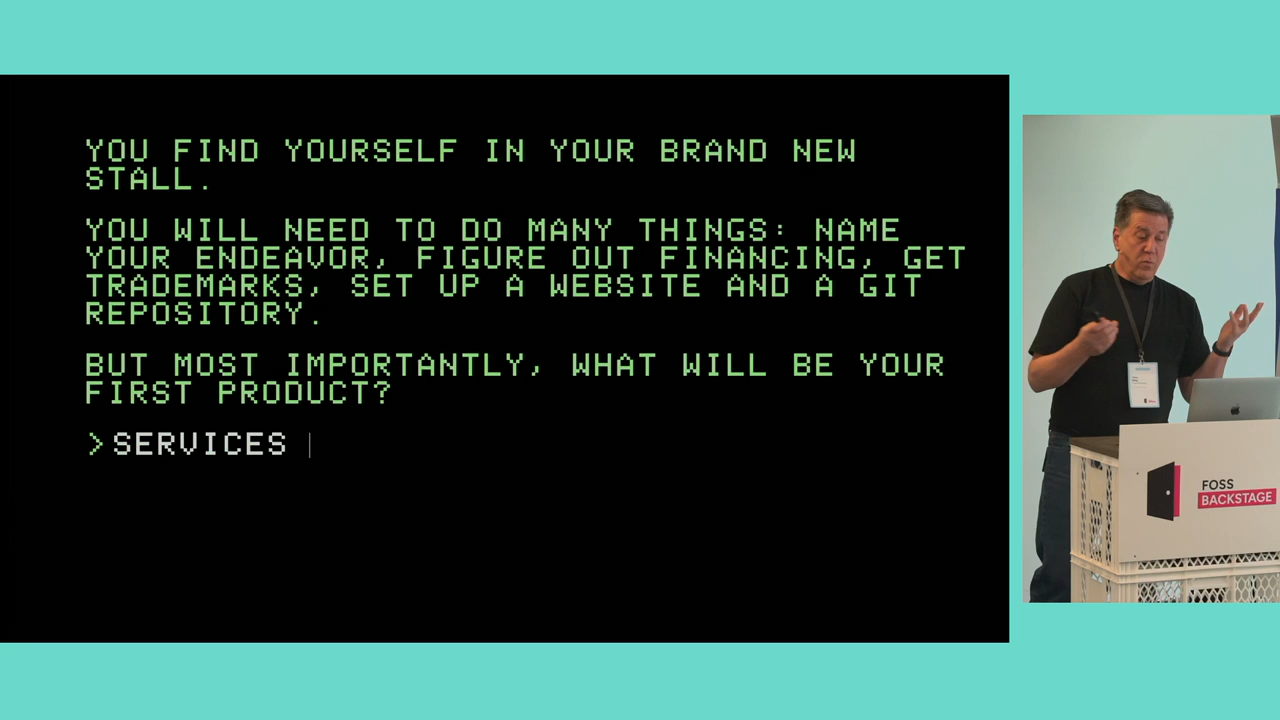 YOU FIND YOURSELF IN YOUR BRAND NEW
STALL.
YOU WILL NEED TO DO MANY THINGS: NAME
YOUR ENDEAVOR, FIGURE OUT FINANCING, GET
TRADEMARKS, SET UP A WEBSITE AND A GIT
REPOSITORY.
BUT MOST IMPORTANTLY, WHAT WILL BE YOUR
FIRST PRODUCT?
>SERVICES
FOSS
BACKSTAGE